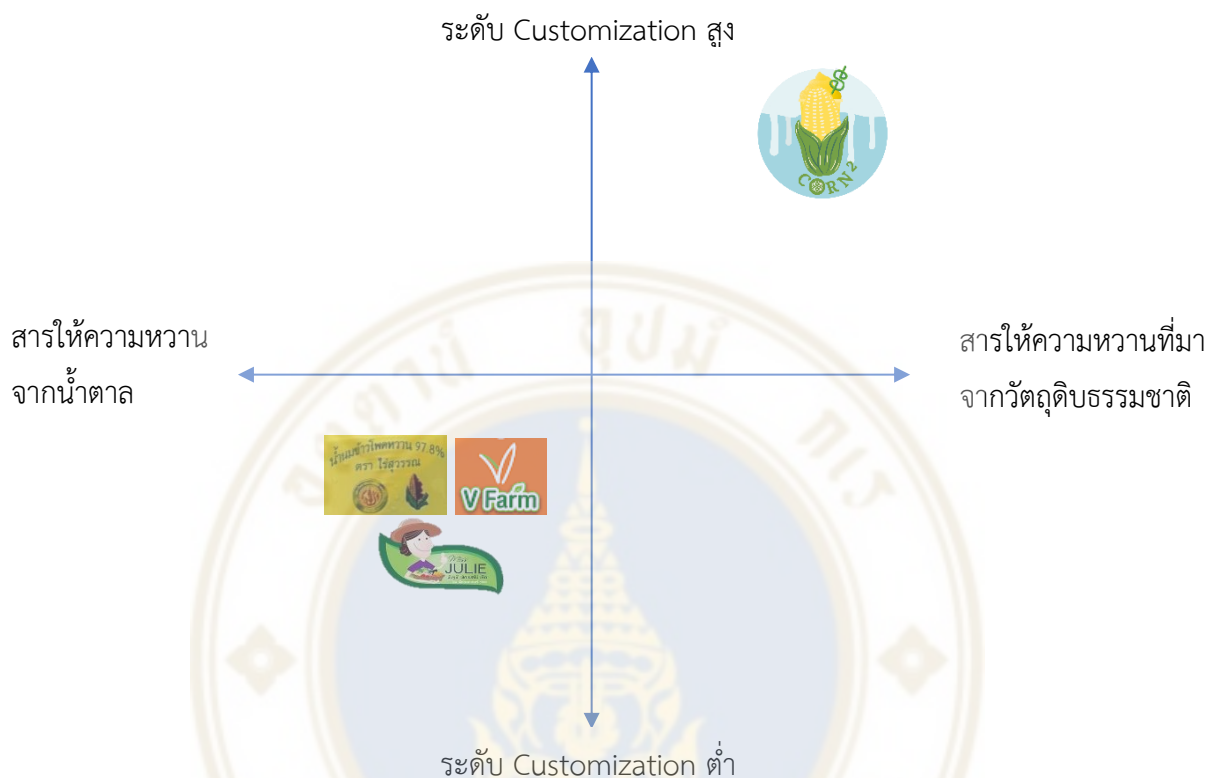 ระดับ Customization สูง
$
CORN²
สารให้ความหวาน
จากน้ำตาล
สารให้ความหวานที่มา
จากวัตถุดิบธรรมชาติ
น้ำนมข้าวโพดหวาน 97.8%
ตรา ไร่สุวรรณ
V Farm
JULIE
ระดับ Customization ต่ำ